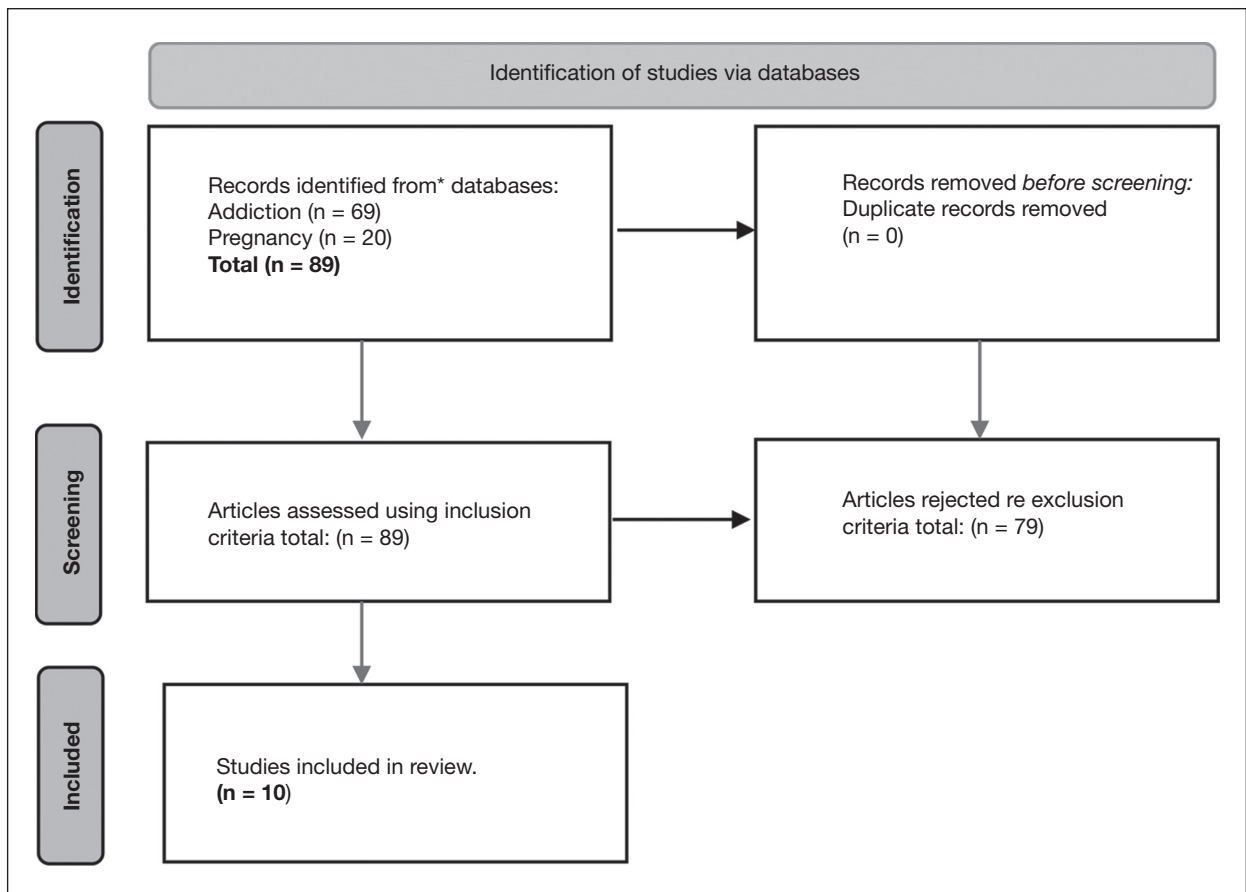 Identification of studies via databases
Identification
Records identified from* databases:
Addiction (n = 69)
Pregnancy (n = 20)
Total (n = 89)
Records removed before screening:
Duplicate records removed
(n = 0)
Screening
Articles assessed using inclusion
criteria total: (n = 89)
Articles rejected re exclusion
criteria total: (n = 79)
Included
Studies included in review.
(n = 10)